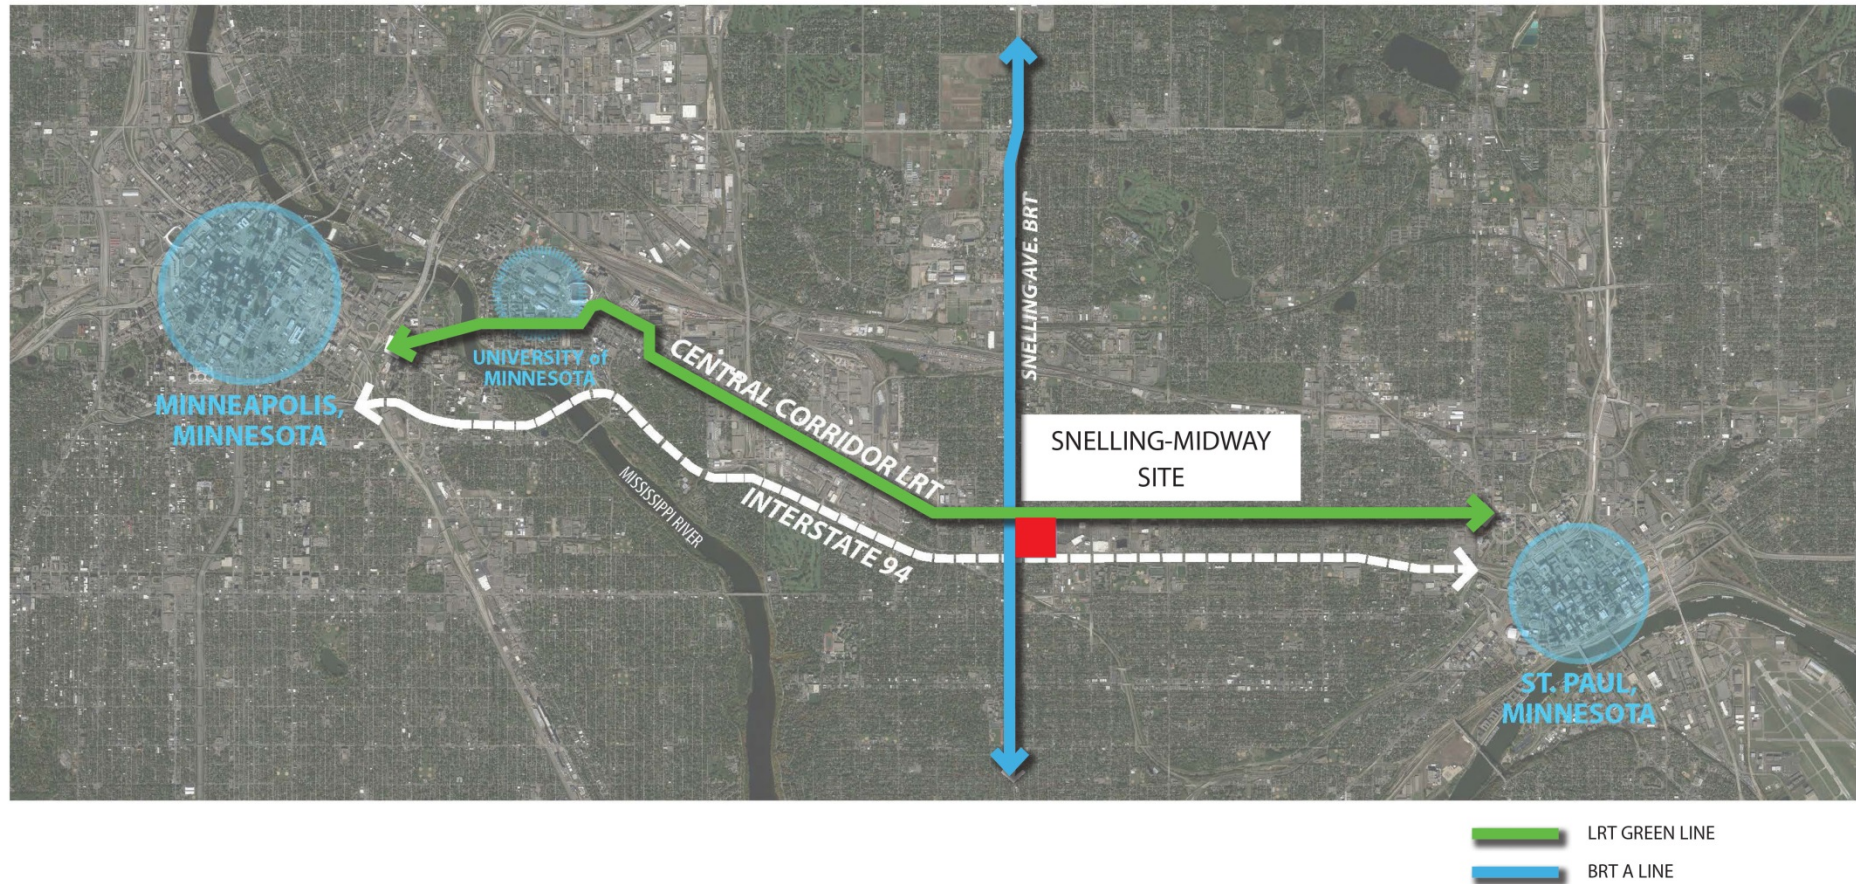 SNELLING AVE. BRT
UNIVERSITY of
MINNESOTA
CENTRAL CORRIDOR LRT
MINNEAPOLIS,
MINNESOTA
SNELLING-MIDWAY
SITE
MISSISSIPPI RIVER
INTERSTATE 94
ST. PAUL,
MINNESOTA
LRT GREEN LINE
BRT A LINE